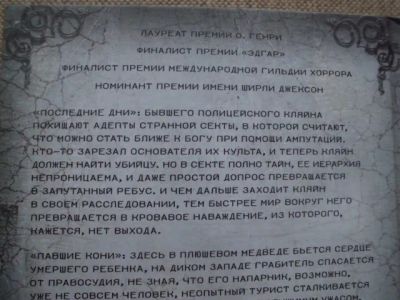 ЛАУРЕАТ ПРЕМИИ О. ГЕНРИ
ФИНАЛИСТ ПРЕМИИ «ЭДГАР»
ФИНАЛИСТ ПРЕМИИ МЕЖДУНАРОДНОЙ ГИЛЬДИИ ХОРРОРА
НОМИНАНТ ПРЕМИИ ИМЕНИ ШИРЛИ ДЖЕКСОН
«ПОСЛЕДНИЕ ДНИ»: БЫВШЕГО ПОЛИЦЕЙСКОГО КЛЯЙНА
ПОХИЩАЮТ АДЕПТЫ СТРАННОЙ СЕКТЫ, В КОТОРОЙ СЧИТАЮТ,
ЧТО МОЖНО СТАТЬ БЛИЖЕ К БОГУ ПРИ ПОМОЩИ АМПУТАЦИЙ.
КТО-ТО ЗАРЕЗАЛ ОСНОВАТЕЛЯ ИХ КУЛЬТА, И ТЕПЕРЬ КЛЯЙН
ДОЛЖЕН НАЙТИ УБИЙЦУ. НО В СЕКТЕ ПОЛНО ТАЙН, ЕЕ ИЕРАРХИЯ
НЕПРОНИЦАЕМА, И ДАЖЕ ПРОСТОЙ ДОПРОС ПРЕВРАЩАЕТСЯ
В ЗАПУТАННЫЙ РЕБУС. И ЧЕМ ДАЛЬШЕ ЗАХОДИТ КЛЯЙН
В СВОЕМ РАССЛЕДОВАНИИ, ТЕМ БЫСТРЕЕ МИР ВОКРУГ НЕГО
ПРЕВРАЩАЕТСЯ В КРОВАВОЕ НАВАЖДЕНИЕ, ИЗ КОТОРОГО,
КАЖЕТСЯ, НЕТ ВЫХОДА.
«ПАВШИЕ КОНИ»: ЗДЕСЬ В ПЛЮШЕВОМ МЕДВЕДЕ БЬЕТСЯ СЕРДЦЕ
УМЕРШЕГО РЕБЕНКА, НА ДИКОМ ЗАПАДЕ ГРАБИТЕЛЬ СПАСАЕТСЯ
ОТ ПРАВОСУДИЯ, НЕ ЗНАЯ, ЧТО ЕГО НАПАРНИК, ВОЗМОЖНО,
УЖЕ НЕ СОВСЕМ ЧЕЛОВЕК, НЕОПЫТНЫЙ ТУРИСТ СТАЛКИВАЕТСЯ
УЖАСОМ,